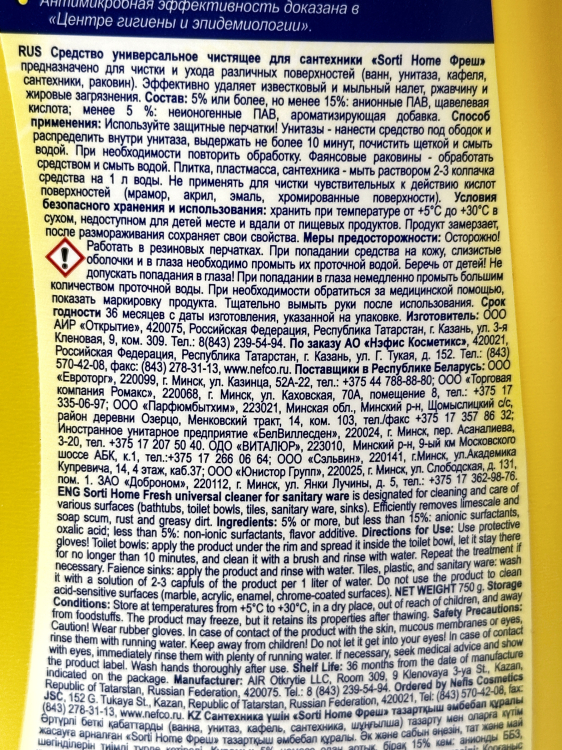 Антимикробная эффективность доказана в
«Центре гигиены и эпидемиологии».
RUS Средство универсальное чистящее для сантехники «Sorti Home Фреш»
предназначено для чистки и ухода различных поверхностей (ванн, унитаза, кафеля,
сантехники, раковин). Эффективно удаляет известковый и мыльный налет, ржавчину и
жировые загрязнения. Состав: 5% или более, но менее 15%: анионные ПАВ, щавелевая
кислота; менее 5 %: неионогенные ПАВ, ароматизирующая добавка. Способ
применения: Используйте защитные перчатки! Унитазы - нанести средство под ободок и
распределить внутри унитаза, выдержать не более 10 минут, почистить щеткой и смыть
водой. При необходимости повторить обработку. Фаянсовые раковины - обработать
средством и смыть водой. Плитка, пластмасса, сантехника - мыть раствором 2-3 колпачка
средства на 1 л воды. Не применять для чистки чувствительных к действию кислот
поверхностей (мрамор, акрил, эмаль, хромированные поверхности). Условия
безопасного хранения и использования: хранить при температуре от +5°С до +30°С в
сухом, недоступном для детей месте и вдали от пищевых продуктов. Продукт замерзает,
после размораживания сохраняет свои свойства. Меры предосторожности: Осторожно!
Работать в резиновых перчатках. При попадании средства на кожу, слизистые
оболочки и в глаза необходимо промыть их проточной водой. Беречь от детей! Не
допускать попадания в глаза! При попадании в глаза немедленно промыть большим
количеством проточной воды. При необходимости обратиться за медицинской помощью,
показать маркировку продукта. Тщательно вымыть руки после использования. Срок
годности 36 месяцев с даты изготовления, указанной на упаковке. Изготовитель: ООО
АИР «Открытие», 420075, Российская Федерация, Республика Татарстан, г. Казань, ул. 3-я
Кленовая, 9, ком. 309. Тел.: 8(843) 239-54-94. По заказу АО «Нэфис Косметикс», 420021,
Российская Федерация, Республика Татарстан, г. Казань, ул. Г. Тукая, д. 152. Тел.: (843)
570-42-08, факс: (843) 278-31-13, www.nefco.ru. Поставщики в Республике Беларусь: ООО
«Евроторг», 220099, г. Минск, ул. Казинца, 52А-22, тел.: +375 44 788-88-80; ООО «Торговая
компания Ромакс», 220068, г. Минск, ул. Каховская, 70А, помещение 8, тел.: +375 17
335-06-97; ООО «Парфюмбытхим», 223021, Минская обл., Минский р-н, Щомыслицкий с/с,
район деревни Озерцо, Менковский тракт, 14, ком. 103, тел./факс +375 17 357 86 32;
Иностранное унитарное предприятие «БелВиллесден», 220024, г. Минск, пер. Асаналиева,
3-20, тел. +375 17 207 50 40. ОДО «ВИТАЛЮР», 223010, Минский р-н, 9-ый км Московского
шоссе АБК, к.1, тел.:+375 17 266 06 64; ООО «Сэльвин», 220141, г.Минск, ул.Академика
Купревича, 14, 4 этаж, каб.37; ООО «Юнистор Групп», 220025, г. Минск, ул. Слободская, д. 131,
пом. 1. ЗАО «Доброном», 220112, г. Минск, ул. Янки Лучины, д. 5, тел.: +375 17 362-98-76.
ENG Sorti Home Fresh universal cleaner for sanitary ware is designed for cleaning and care of
various surfaces (bathtubs, toilet bowls, tiles, sanitary ware, sinks). Efficiently removes limescale and
soap scum, rust and greasy dirt. Ingredients: 5% or more, but less than 15%: anionic surfactants,
oxalic acid; less than 5%: non-ionic surfactants, flavor additive. Directions for Use: Use protective
gloves! Toilet bowls: apply the product under the rim and spread it inside the toilet bowl, let it stay there
for no longer than 10 minutes, and clean it with a brush and rinse with water. Repeat the treatment if
necessary. Faience sinks: apply the product and rinse with water. Tiles, plastic, and sanitary ware: wash
it with a solution of 2-3 capfuls of the product per 1 liter of water. Do not use the product to clean
acid-sensitive surfaces (marble, acrylic, enamel, chrome-coated surfaces). NET WEIGHT 750 g. Storage
Conditions: Store at temperatures from +5°C to +30°C, in a dry place, out of reach of children, and away
from foodstuffs. The product may freeze, but it retains its properties after thawing. Safety Precautions:
Caution! Wear rubber gloves. In case of contact of the product with the skin, mucous membranes or eyes,
rinse them with running water. Keep away from children! Do not let it get into your eyes! In case of contact
with eyes, immediately rinse them with plenty of running water. If necessary, seek medical advice and show
the product label. Wash hands thoroughly after use. Shelf Life: 36 months from the date of manufacture
indicated on the package. Manufacturer: AIR Otkrytie LLC, Room 309, 9 Klenovaya 3-ya St., Kazan,
Republic of Tatarstan, Russian Federation, 420075. Tel.: 8 (843) 239-54-94. Ordered by Nefis Cosmetics
JSC, 152 G. Tukaya St., Kazan, Republic of Tatarstan, Russian Federation, 420021, Tel: (843) 570-42-08, fax:
(843) 278-31-13, www.nefco.ru. KZ Сантехника үшін «Sorti Home Фреш» тазартқыш әмбебап құралы
Әртүрлі беткі қабаттарды (ванна, унитаз, кафель, сантехника, шұңғылша) тазарту мен оларға күтім
жасауға арналған «Sorti Home Фреш» тазартқыш әмбебап құралы. Әк және сабын өңезін, тат және май